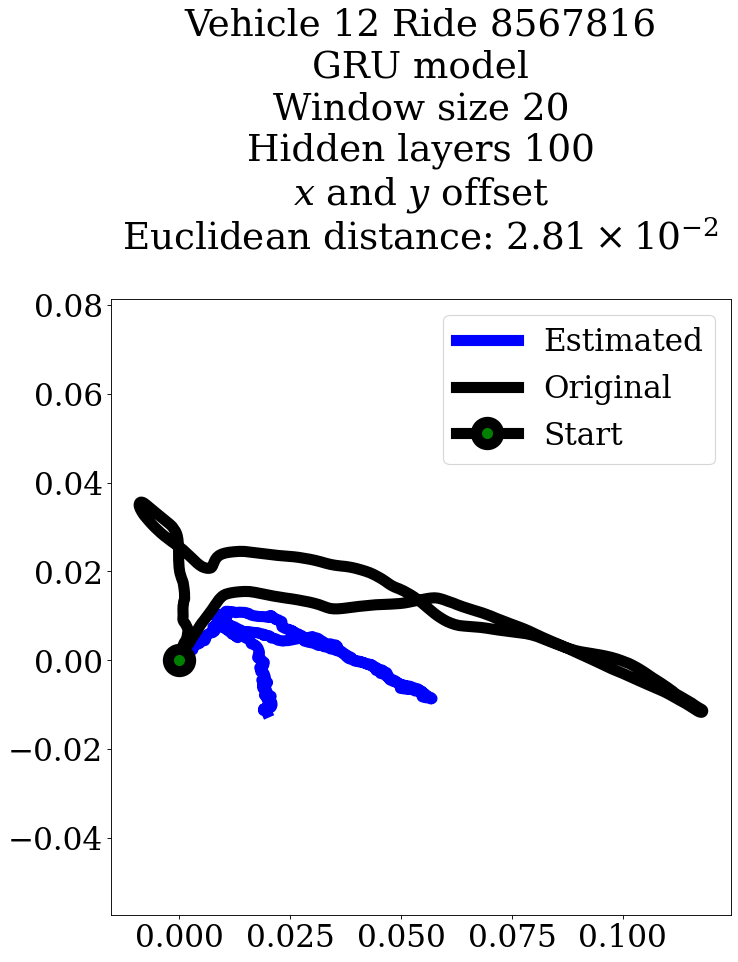 Vehicle 12 Ride 8567816
GRU model
Window size 20
Hidden layers 100
x and y offset
Euclidean distance: 2.81 × 10⁻²
0.08
0.06
0.04
0.02
0.00
−0.02
−0.04
Estimated
Original
Start
0.000 0.025 0.050 0.075 0.100